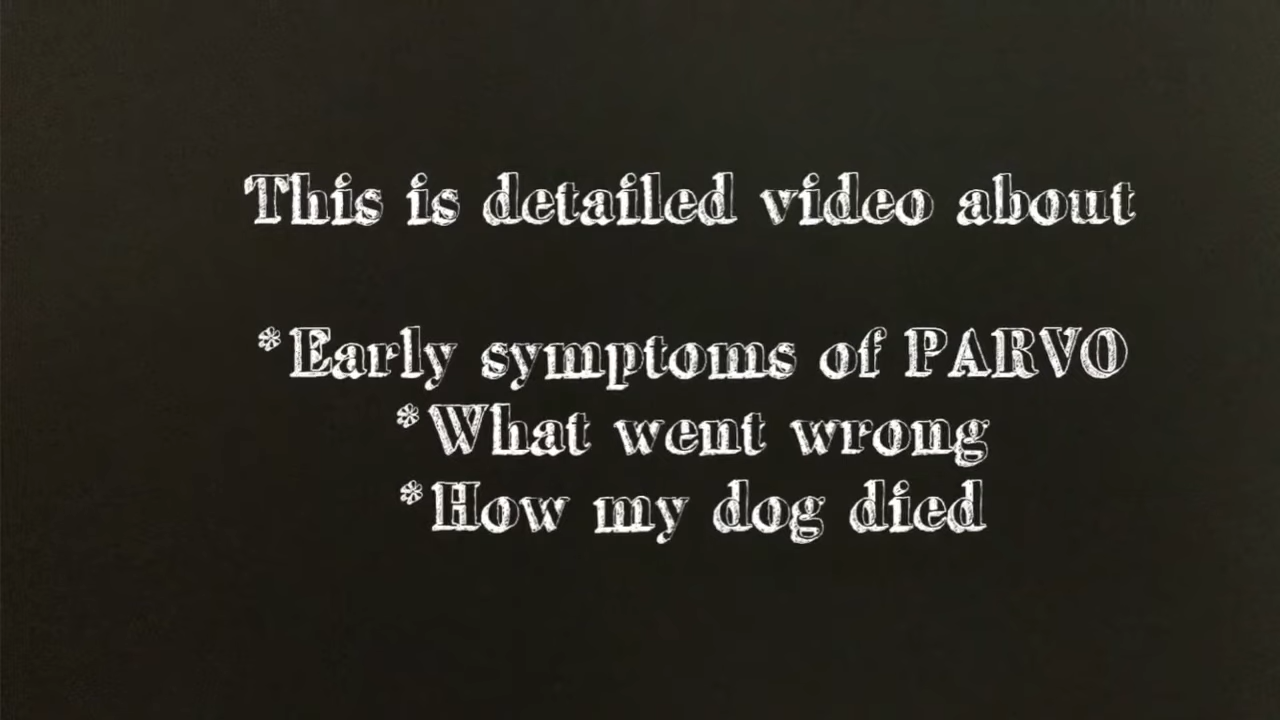 This is detailed video about
*Early symptoms of PARVO
*What went wrong
*How my dog died